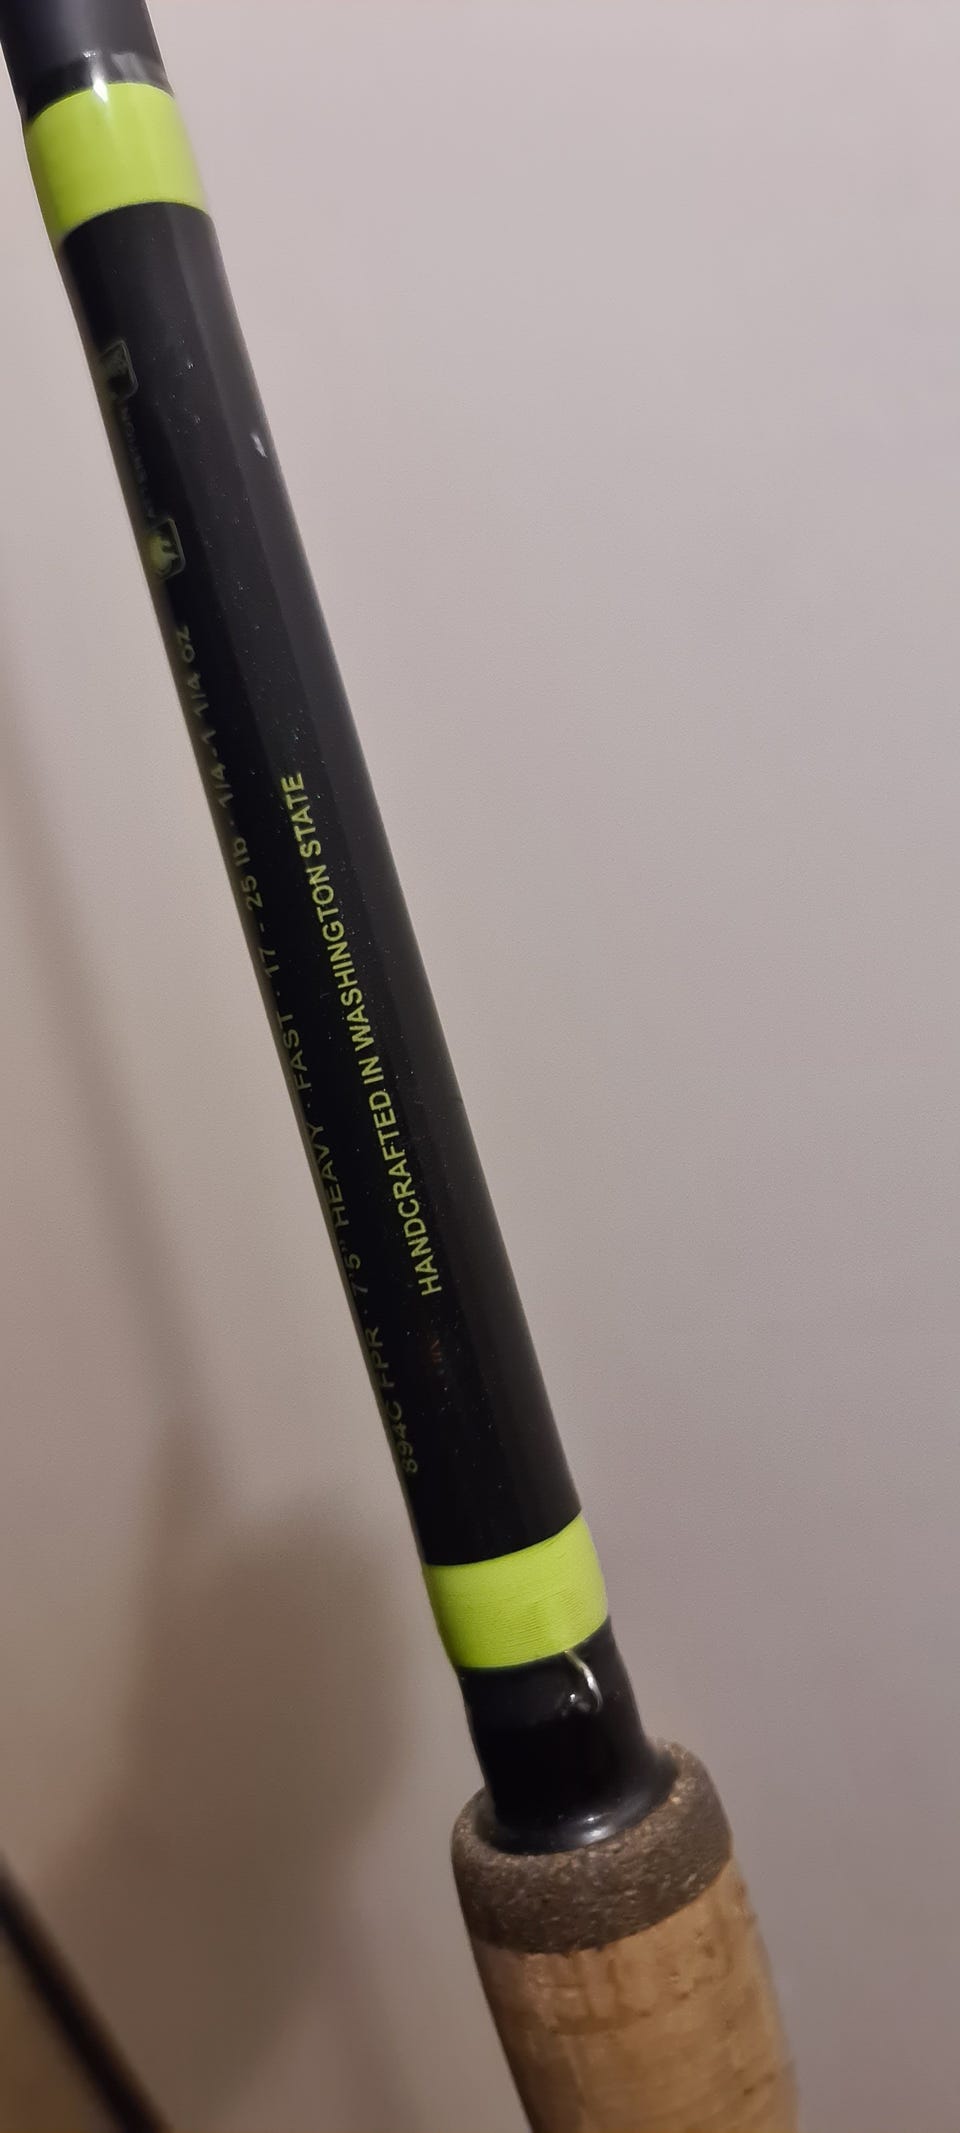 894C FPR · 7'5" HEAVY · FAST · 17 - 25 lb · 1/4-1 1/4 oz
HANDCRAFTED IN WASHINGTON STATE